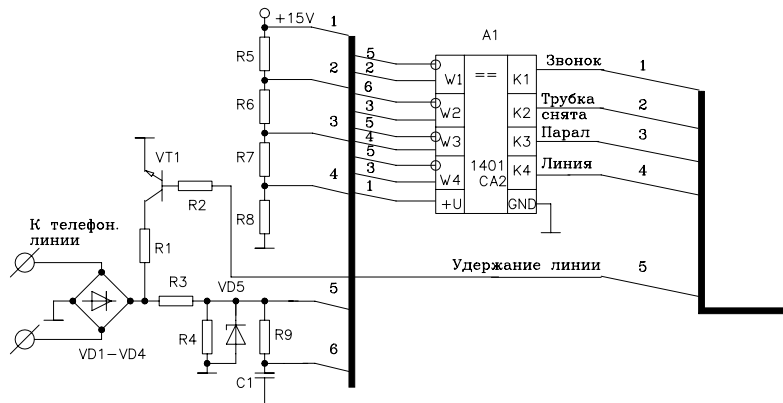 +15V
1
A1
R5
5
2
2
W1
==
K1
Звонок
1
R6
6
3
W2
K2
Трубка
снята
2
3
5
4
W3
K3
Парал
3
VT1
R7
5
3
W4
1401
CA2
K4
Линия
4
4
1
+U
GND
R2
R8
К телефон.
линии
R1
Удержание линии
5
R3
VD5
5
R4
R9
6
VD1-VD4
C1